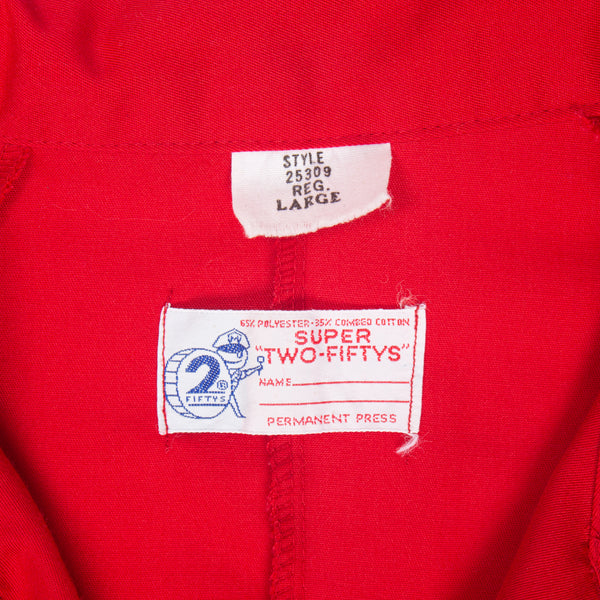 STYLE
25309
REG.
LARGE
65% POLYESTER-35% COMBED COTTON
SUPER
"TWO-FIFTYS"
2
FIFTYS
NAME
PERMANENT PRESS